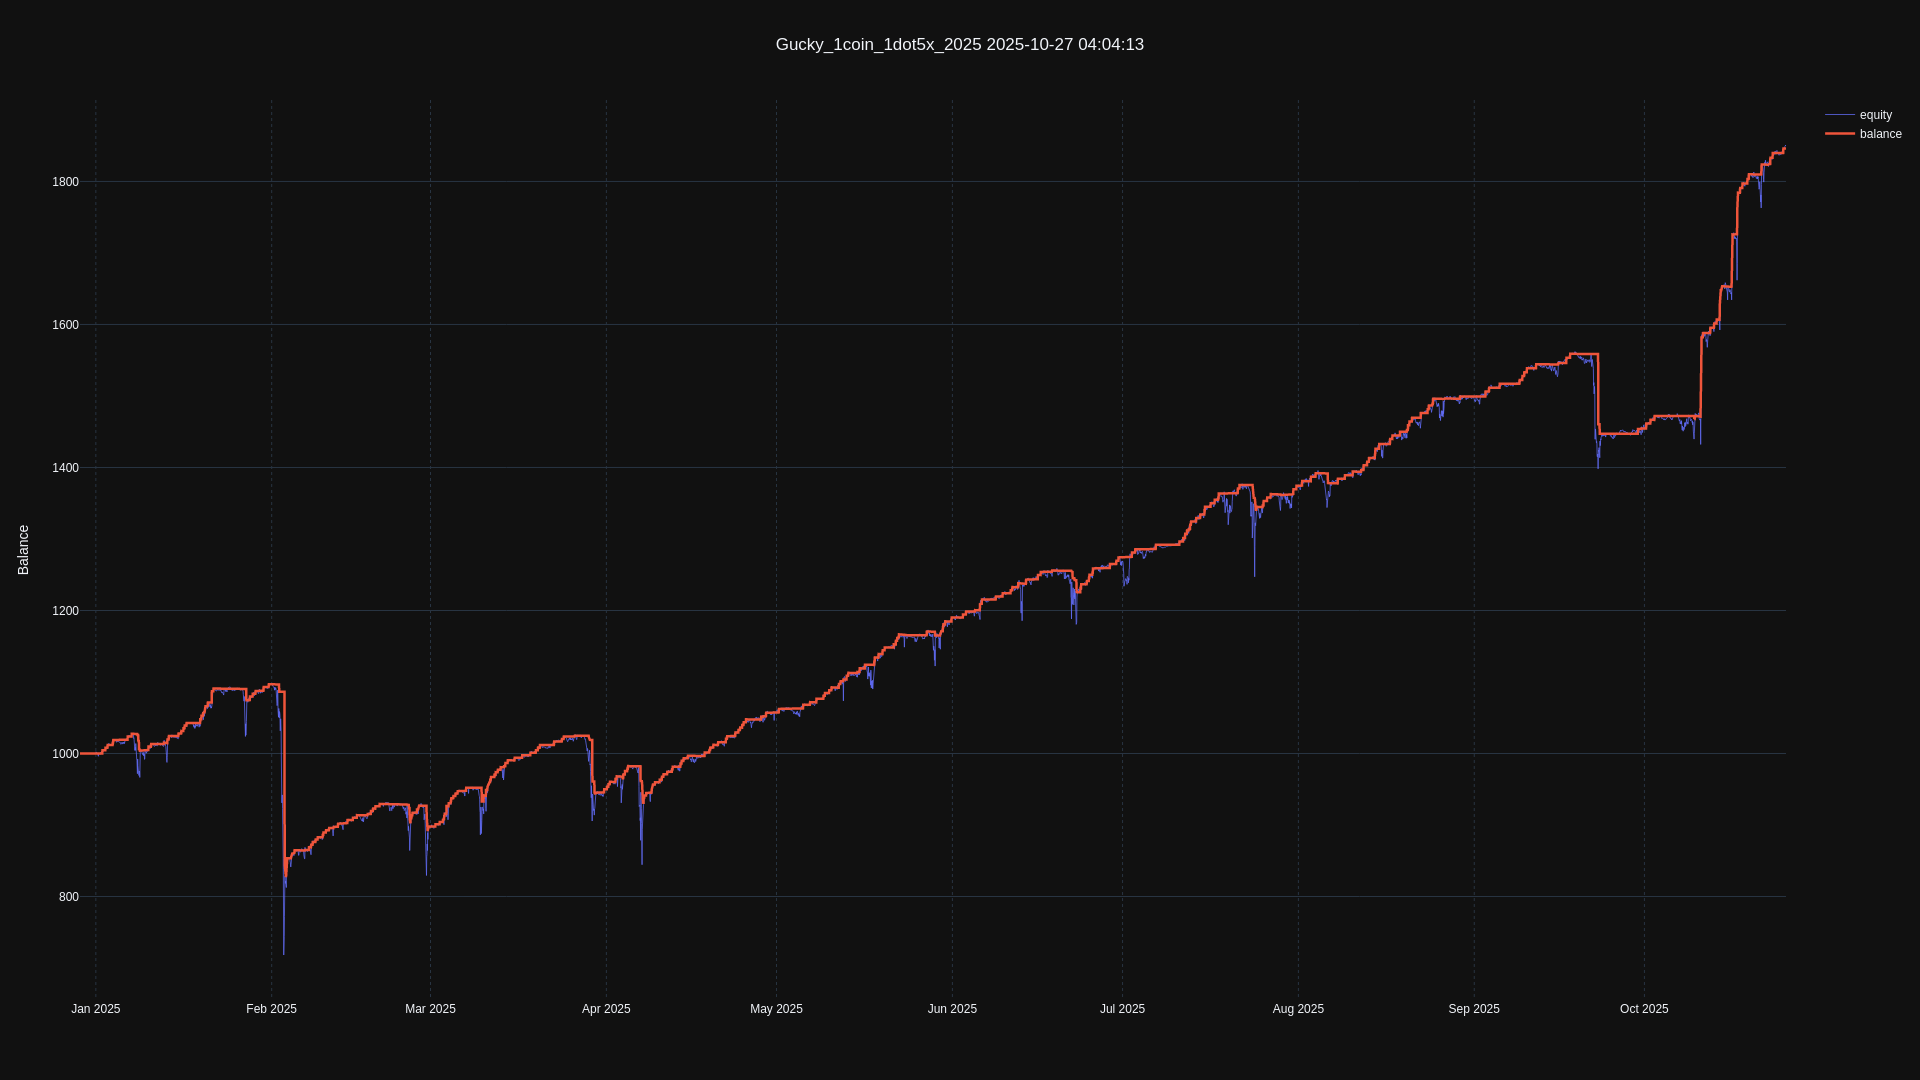 Gucky_1coin_1dot5x_2025 2025-10-27 04:04:13
equity
balance
Balance
1800
1600
1400
1200
1000
800
Jan 2025
Feb 2025
Mar 2025
Apr 2025
May 2025
Jun 2025
Jul 2025
Aug 2025
Sep 2025
Oct 2025